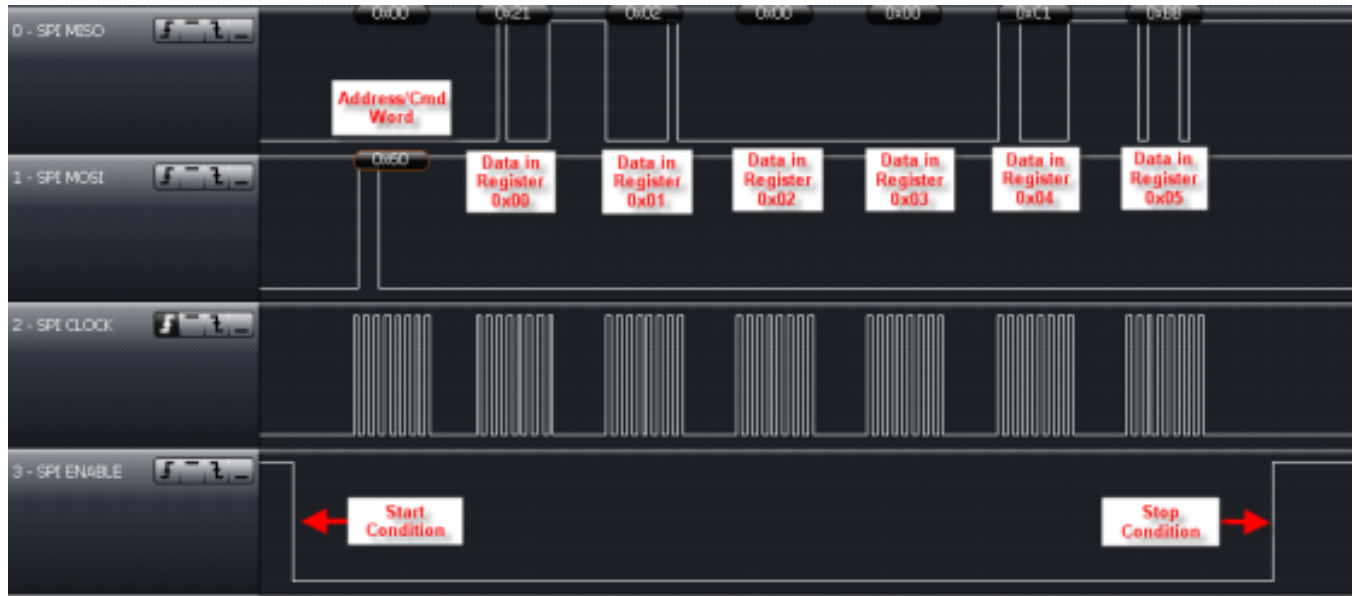 0x00 0x21 0x02 0x00 0x00 0xC1 0xBB
0 - SPI MISO
Address/Cmd
Word
0x60
1 - SPI MOSI
Data in
Register
0x00
Data in
Register
0x01
Data in
Register
0x02
Data in
Register
0x03
Data in
Register
0x04
Data in
Register
0x05
2 - SPI CLOCK
3 - SPI ENABLE
Start
Condition
Stop
Condition